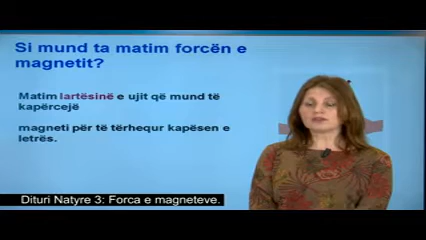 Si mund ta matim forcën e
magnetit?
Matim lartësinë e ujit që mund të
kapërcejë
magneti për të tërhequr kapësen e
letrës.
Dituri Natyre 3: Forca e magneteve.